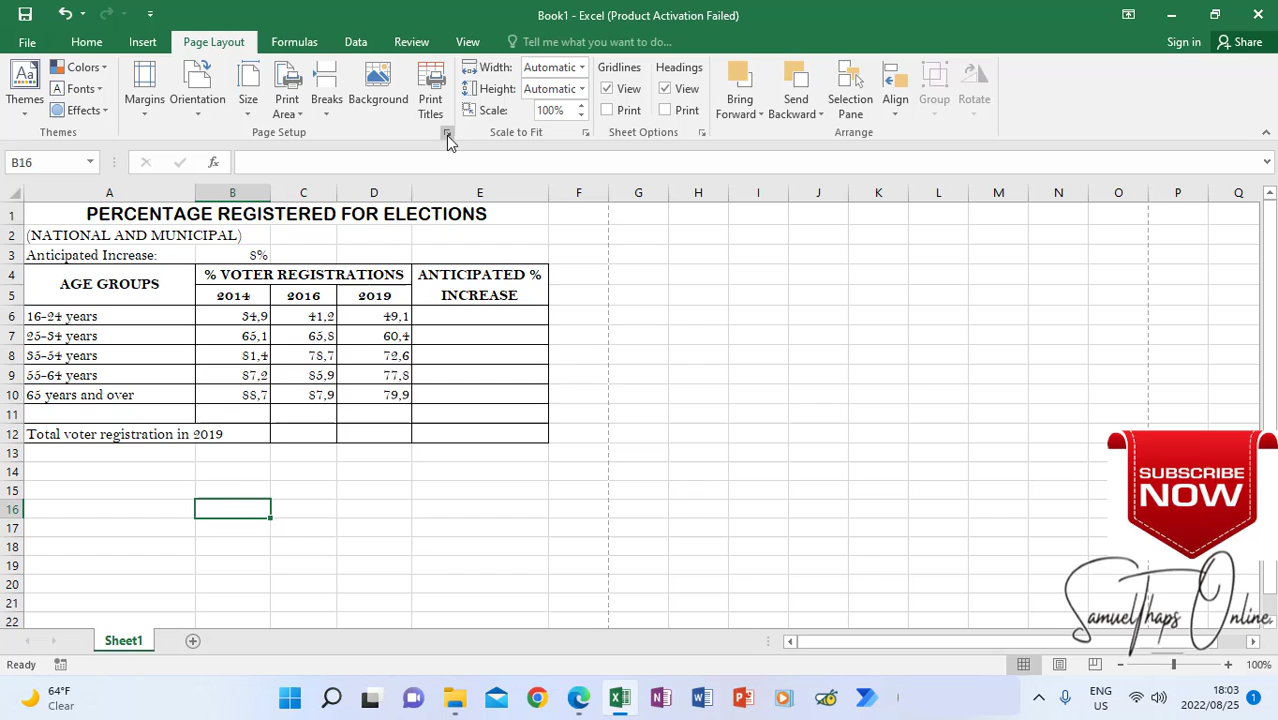 Book1 - Excel (Product Activation Failed)
File Home Insert Page Layout Formulas Data Review View Tell me what you want to do... Sign in Share
Themes Colors Fonts Effects Margins Orientation Size Print Area Breaks Background Print Titles Width: Automatic Height: Automatic Scale: 100% Gridlines View Print Headings View Print Bring Forward Send Backward Selection Pane Align Group Rotate
Themes Page Setup Scale to Fit Sheet Options Arrange
B16 fx
A B C D E F G H I J K L M N O P Q
1 PERCENTAGE REGISTERED FOR ELECTIONS
2 (NATIONAL AND MUNICIPAL)
3 Anticipated Increase: 8%
4 AGE GROUPS % VOTER REGISTRATIONS ANTICIPATED %
5 2014 2016 2019 INCREASE
6 16-24 years 34,9 41,2 49,1
7 25-34 years 65,1 65,8 60,4
8 35-54 years 81,4 78,7 72,6
9 55-64 years 87,2 85,9 77,8
10 65 years and over 88,7 87,9 79,9
11
12 Total voter registration in 2019
13
14
15
16
17
18
19
20
21
22
SUBSCRIBE
NOW
SamuelThaps Online.
Sheet1
Ready 100%
64°F
Clear
ENG
US
18:03
2022/08/25
1